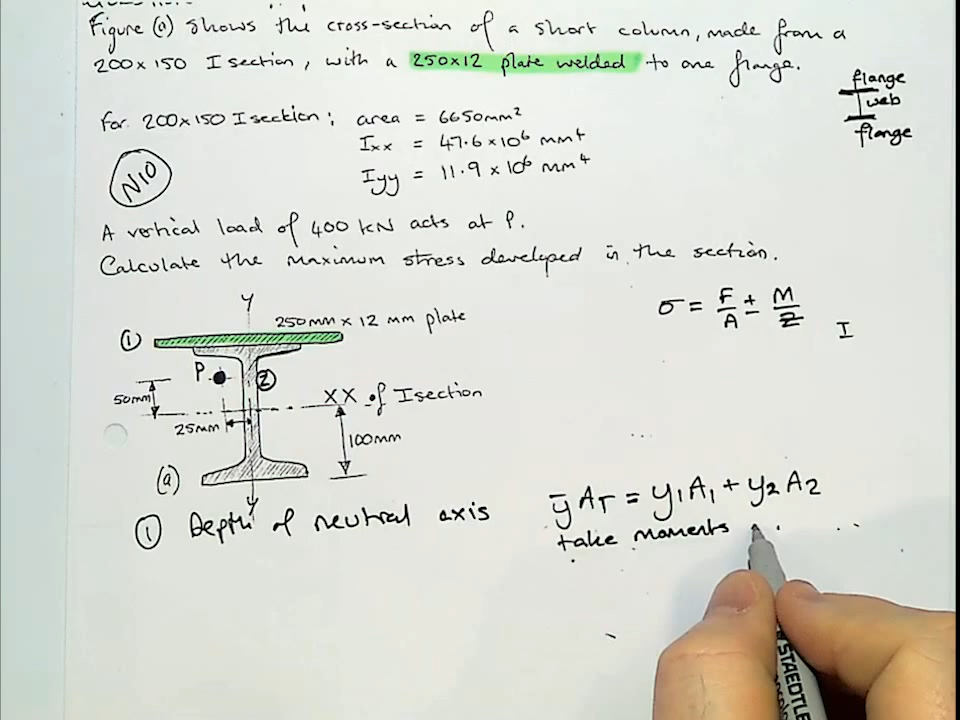 Figure (a) shows the cross-section of a short column, made from a
200 x 150 I section, with a 250x12 plate welded to one flange.
flange
web
flange
for 200x150 I section; area = 6650mm²
Ixx = 47.6 x 10⁶ mm⁴
Iyy = 11.9 x 10⁶ mm⁴
N10
A vertical load of 400 kN acts at P.
Calculate the maximum stress developed in the section.
σ = F/A ± M/Z
I
Y
250mm x 12 mm plate
①
P
②
50mm
XX of I section
25mm
100mm
(a)
Y
① Depth of neutral axis
ȳ AT = y1A1 + y2A2
take moments
STAEDTLER